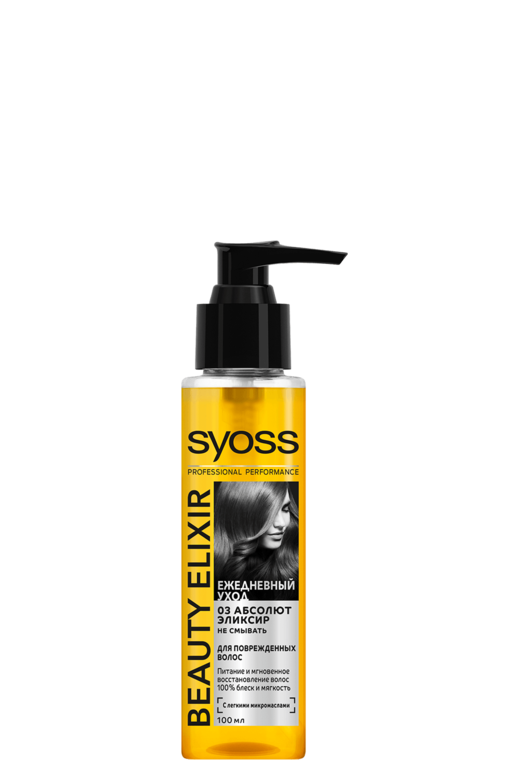 syoss
PROFESSIONAL PERFORMANCE
BEAUTY ELIXIR
ЕЖЕДНЕВНЫЙ
УХОД
03 АБСОЛЮТ
ЭЛИКСИР
НЕ СМЫВАТЬ
ДЛЯ ПОВРЕЖДЕННЫХ
ВОЛОС
Питание и мгновенное
восстановление волос
100% блеск и мягкость
С легкими микромаслами
100 мл